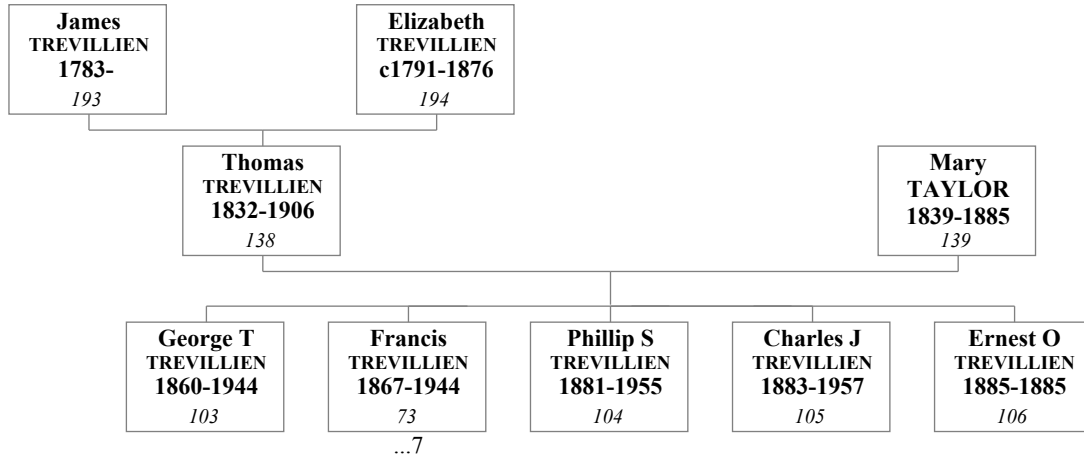 James
TREVILLIEN
1783-
193
Elizabeth
TREVILLIEN
c1791-1876
194
Thomas
TREVILLIEN
1832-1906
138
Mary
TAYLOR
1839-1885
139
George T
TREVILLIEN
1860-1944
103
Francis
TREVILLIEN
1867-1944
73
...7
Phillip S
TREVILLIEN
1881-1955
104
Charles J
TREVILLIEN
1883-1957
105
Ernest O
TREVILLIEN
1885-1885
106